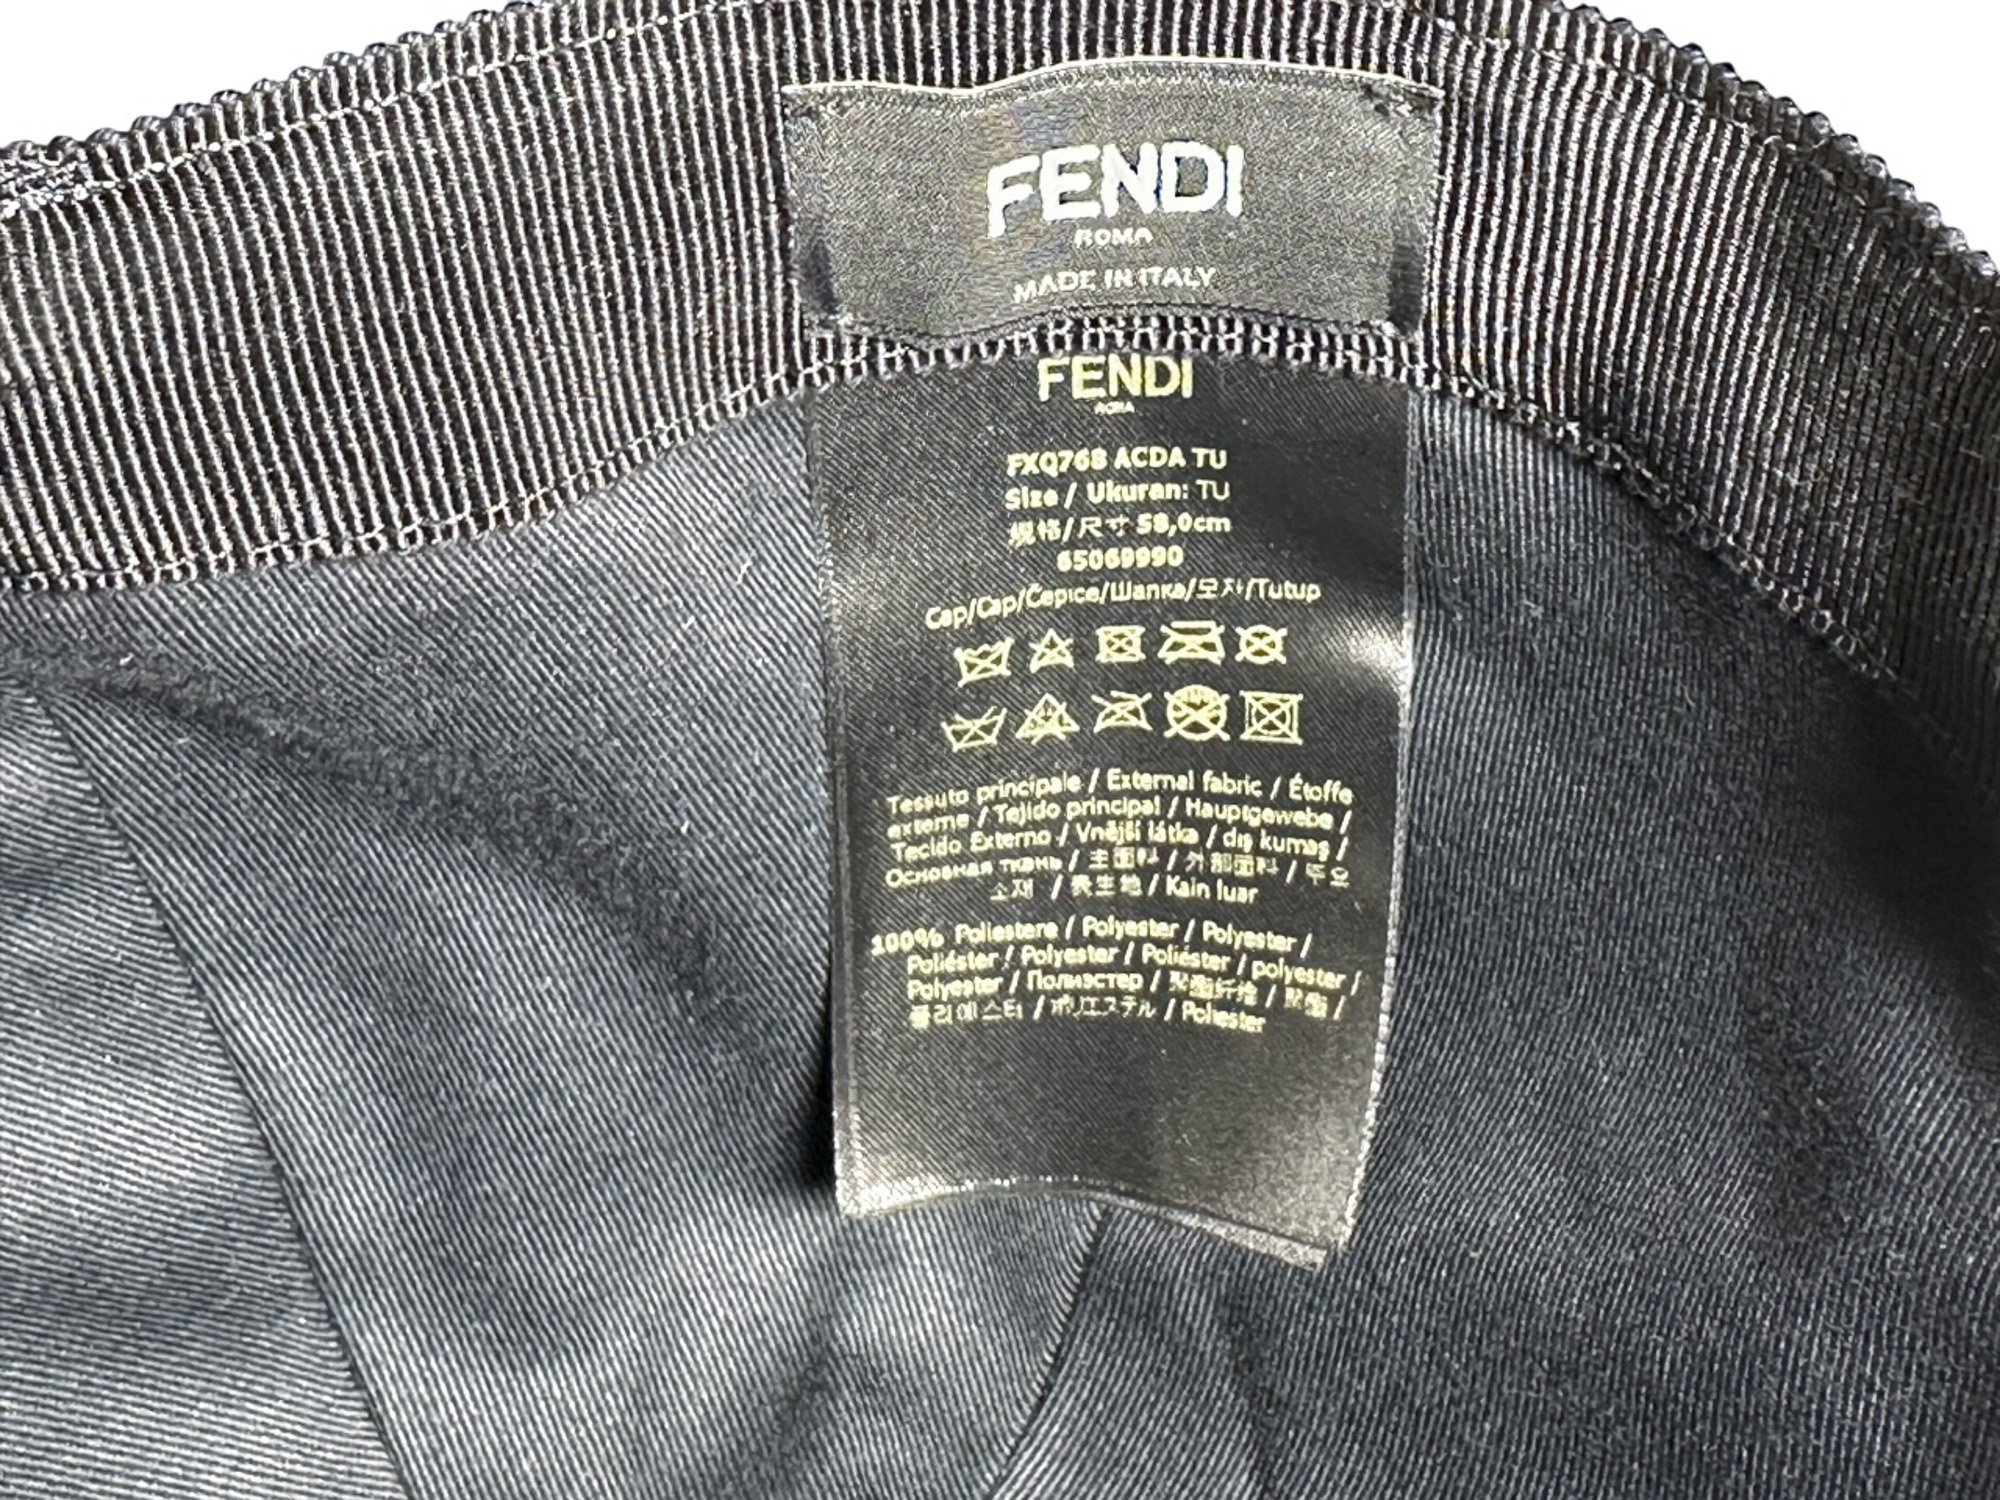 FENDI
ROMA
MADE IN ITALY
FENDI
ROMA
FXQ768 ACDA TU
Size / Ukuran: TU
規格/尺寸 58,0cm
65069990
Cap/Cap/Čepice/Шапка/모자/Tutup
Tessuto principale / External fabric / Étoffe
externe / Tejido principal / Hauptgewebe /
Tecido Externo / Vnější látka / dış kumaş /
Основная ткань / 主面料 / 外部面料 / 주요
소재 / 表生地 / Kain luar
100% Poliestere / Polyester / Polyester /
Poliéster / Polyester / Poliéster / polyester /
Polyester / Полиэстер / 聚酯纤维 / 聚酯 /
폴리에스터 / ポリエステル / Poliester